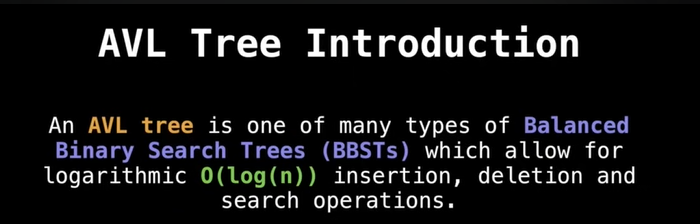 AVL Tree Introduction
An AVL tree is one of many types of Balanced
Binary Search Trees (BBSTs) which allow for
logarithmic O(log(n)) insertion, deletion and
search operations.